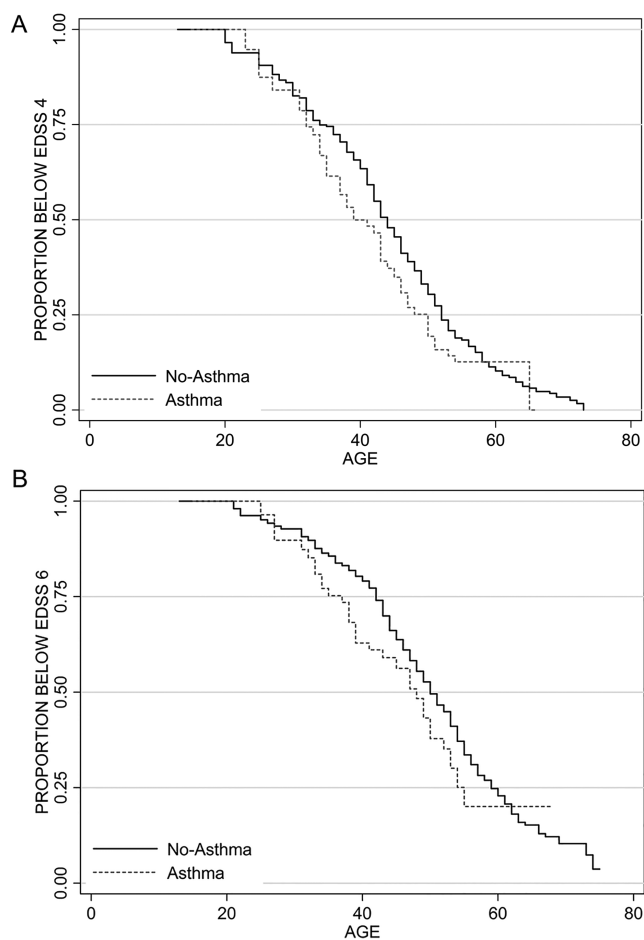 A
PROPORTION BELOW EDSS 4
1.00
0.75
0.50
0.25
0.00
No-Asthma
Asthma
0 20 40 60 80
AGE
B
PROPORTION BELOW EDSS 6
1.00
0.75
0.50
0.25
0.00
No-Asthma
Asthma
0 20 40 60 80
AGE